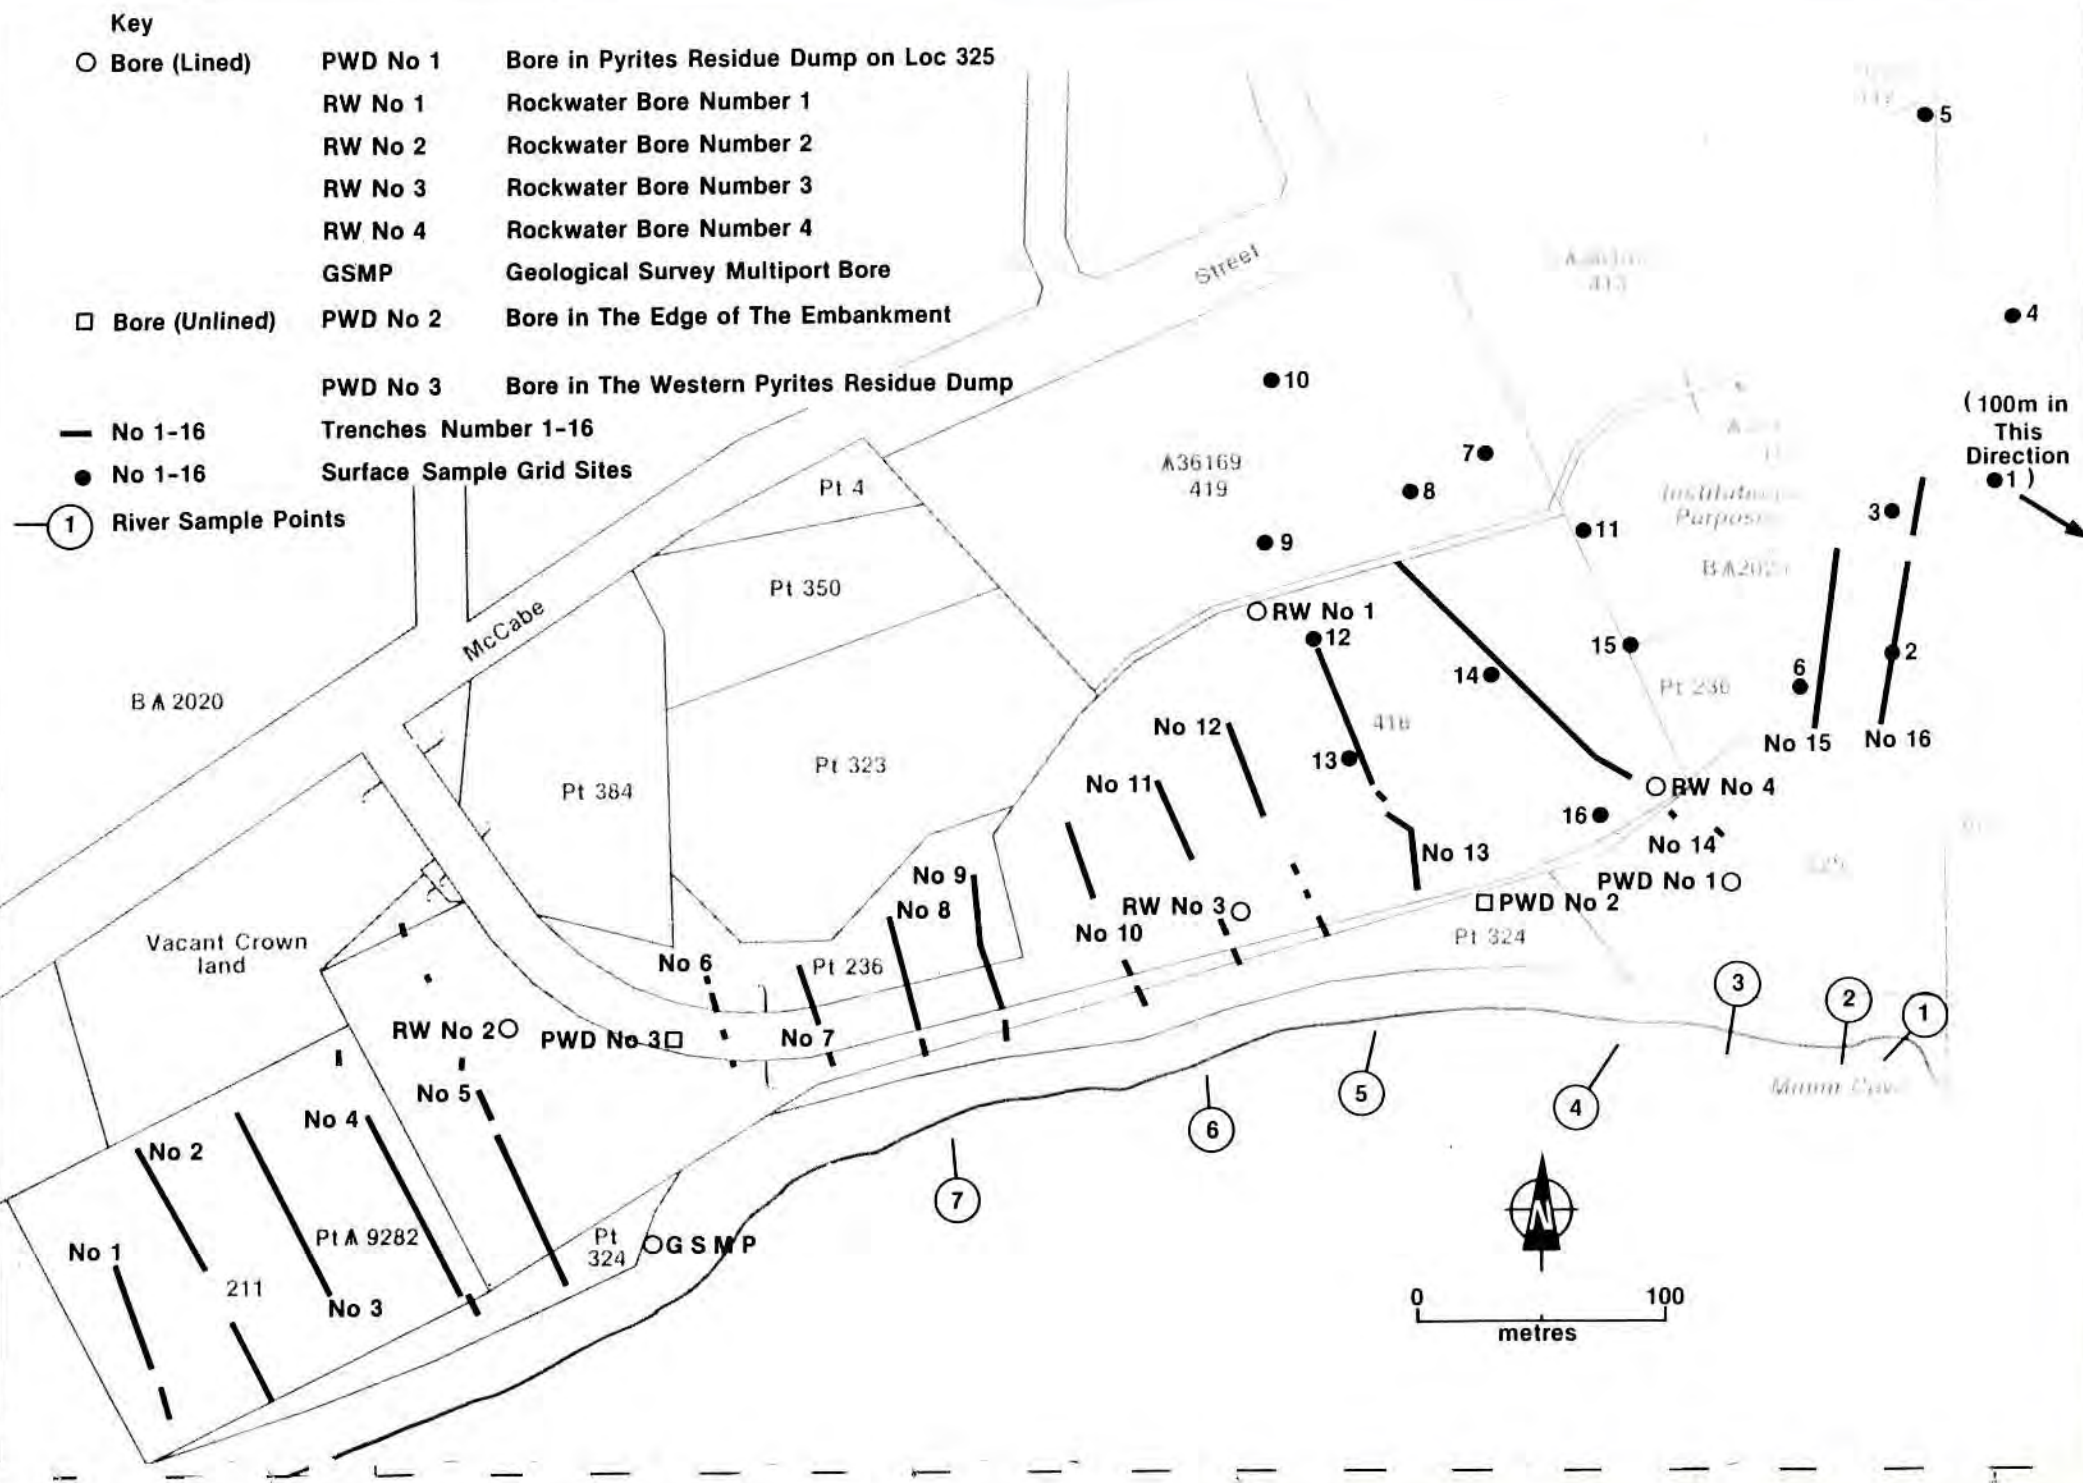 Key
Bore (Lined) PWD No 1 Bore in Pyrites Residue Dump on Loc 325
RW No 1 Rockwater Bore Number 1
RW No 2 Rockwater Bore Number 2
RW No 3 Rockwater Bore Number 3
RW No 4 Rockwater Bore Number 4
GSMP Geological Survey Multiport Bore
Bore (Unlined) PWD No 2 Bore in The Edge of The Embankment
PWD No 3 Bore in The Western Pyrites Residue Dump
No 1-16 Trenches Number 1-16
No 1-16 Surface Sample Grid Sites
1 River Sample Points
5
Street
413
4
10
(100m in
This
Direction
1)
7
A36169
419
8
Pt 4
3
11
9
Institutional
Purposes
Pt 350
RW No 1
12
McCabe
15
2
14
6
Pt 236
B A 2020
416
No 12
No 15
No 16
13
Pt 323
Pt 384
No 11
RW No 4
16
No 14
No 13
325
No 9
PWD No 1
No 8
RW No 3
PWD No 2
No 10
Pt 324
Vacant Crown
land
No 6
Pt 236
3
2
1
RW No 2
PWD No 3
No 7
No 5
5
4
No 4
6
No 2
7
N
Pt A 9282
Pt
324
G S M P
No 1
211
No 3
0 100
metres